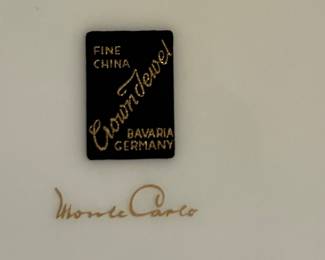 FINE
CHINA
Crown Jewel
BAVARIA
GERMANY
Monte Carlo